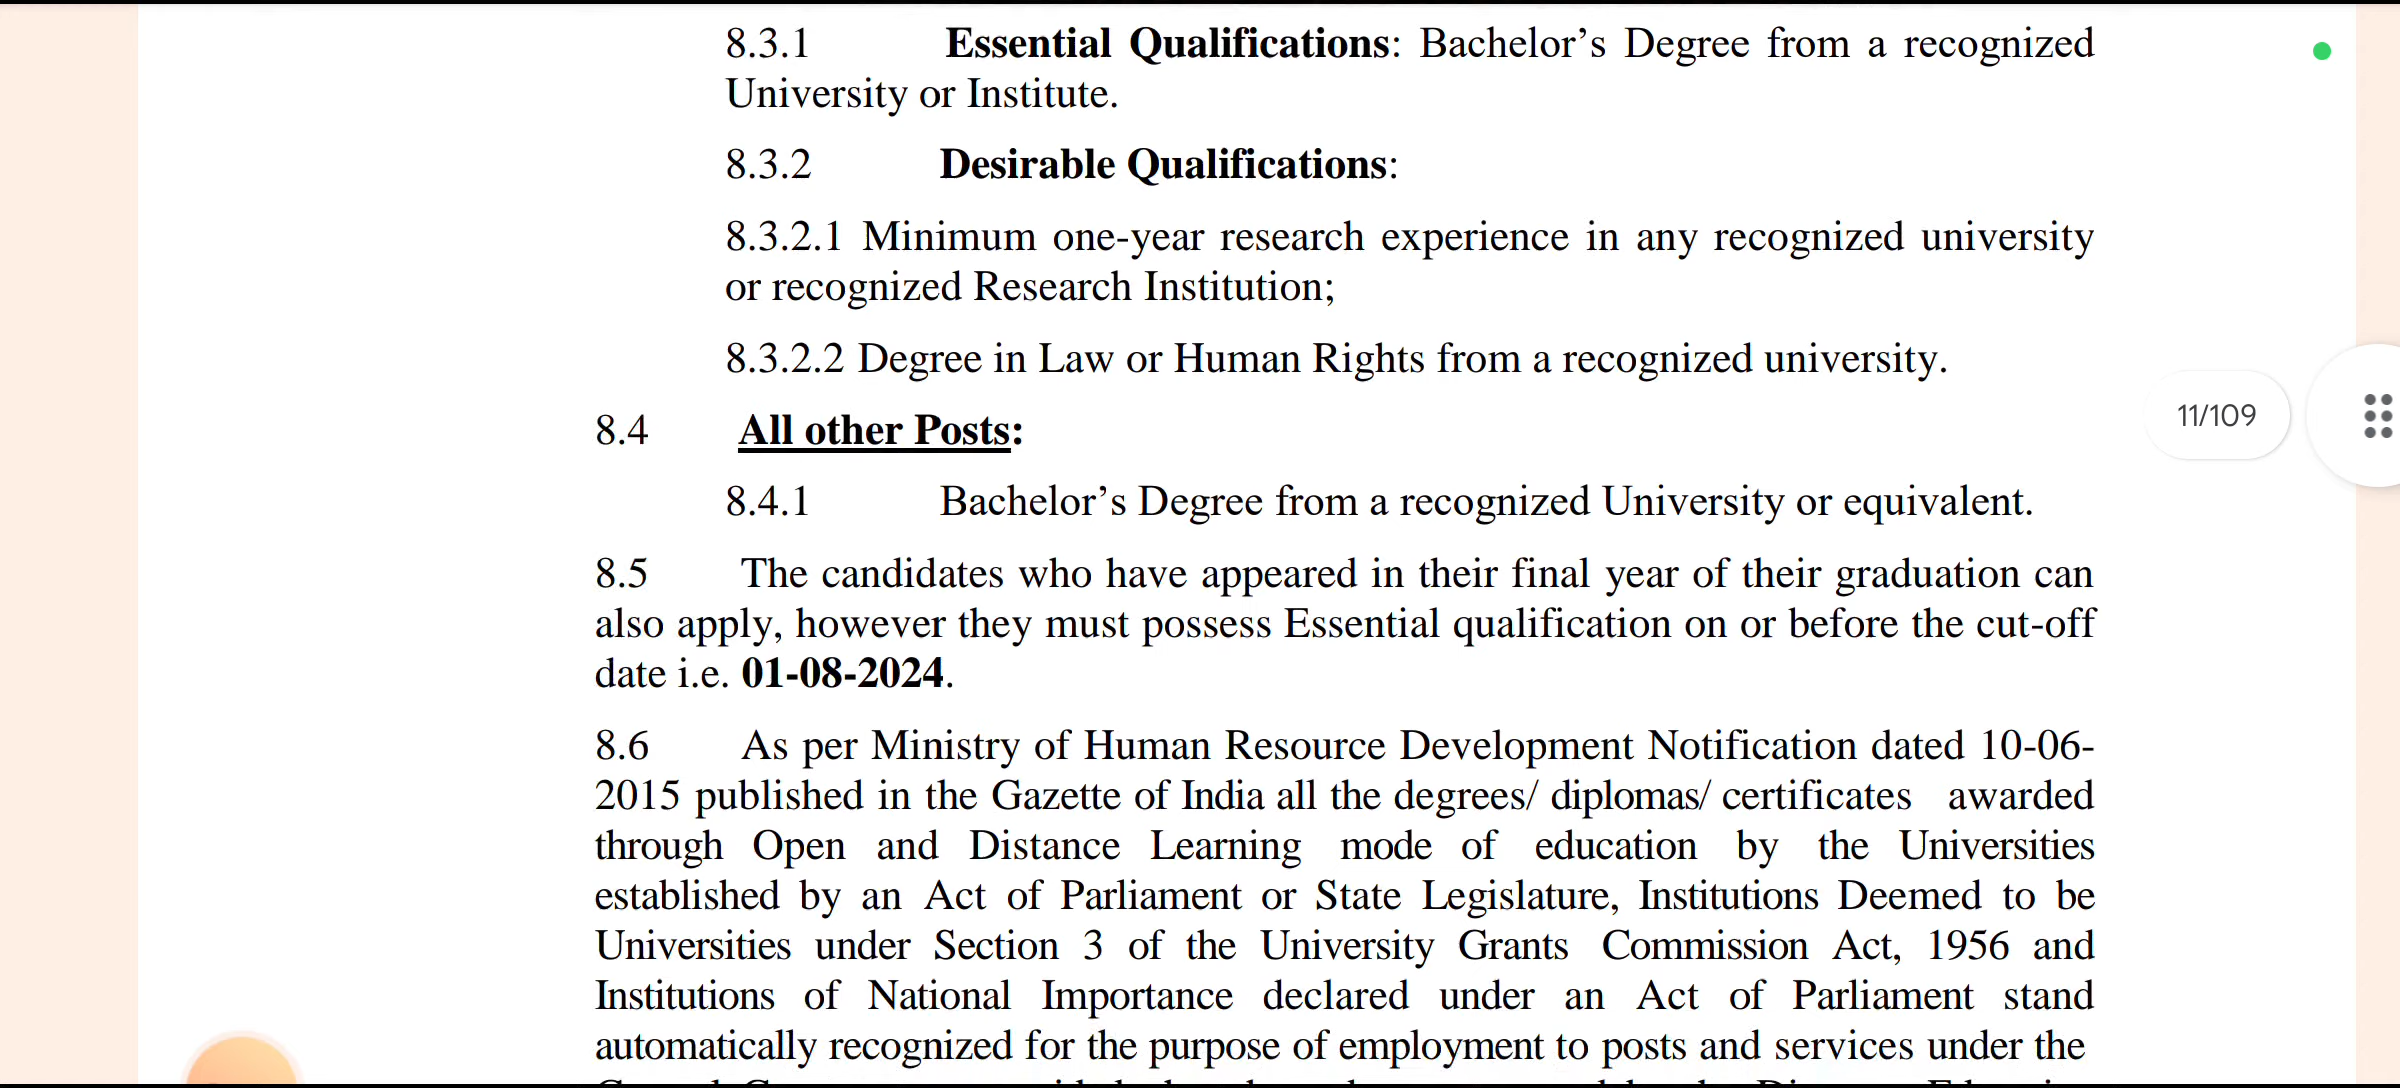 8.3.1 Essential Qualifications: Bachelor’s Degree from a recognized
University or Institute.
8.3.2 Desirable Qualifications:
8.3.2.1 Minimum one-year research experience in any recognized university
or recognized Research Institution;
8.3.2.2 Degree in Law or Human Rights from a recognized university.
8.4 All other Posts:
8.4.1 Bachelor’s Degree from a recognized University or equivalent.
8.5 The candidates who have appeared in their final year of their graduation can
also apply, however they must possess Essential qualification on or before the cut-off
date i.e. 01-08-2024.
8.6 As per Ministry of Human Resource Development Notification dated 10-06-
2015 published in the Gazette of India all the degrees/ diplomas/ certificates awarded
through Open and Distance Learning mode of education by the Universities
established by an Act of Parliament or State Legislature, Institutions Deemed to be
Universities under Section 3 of the University Grants Commission Act, 1956 and
Institutions of National Importance declared under an Act of Parliament stand
automatically recognized for the purpose of employment to posts and services under the
11/109